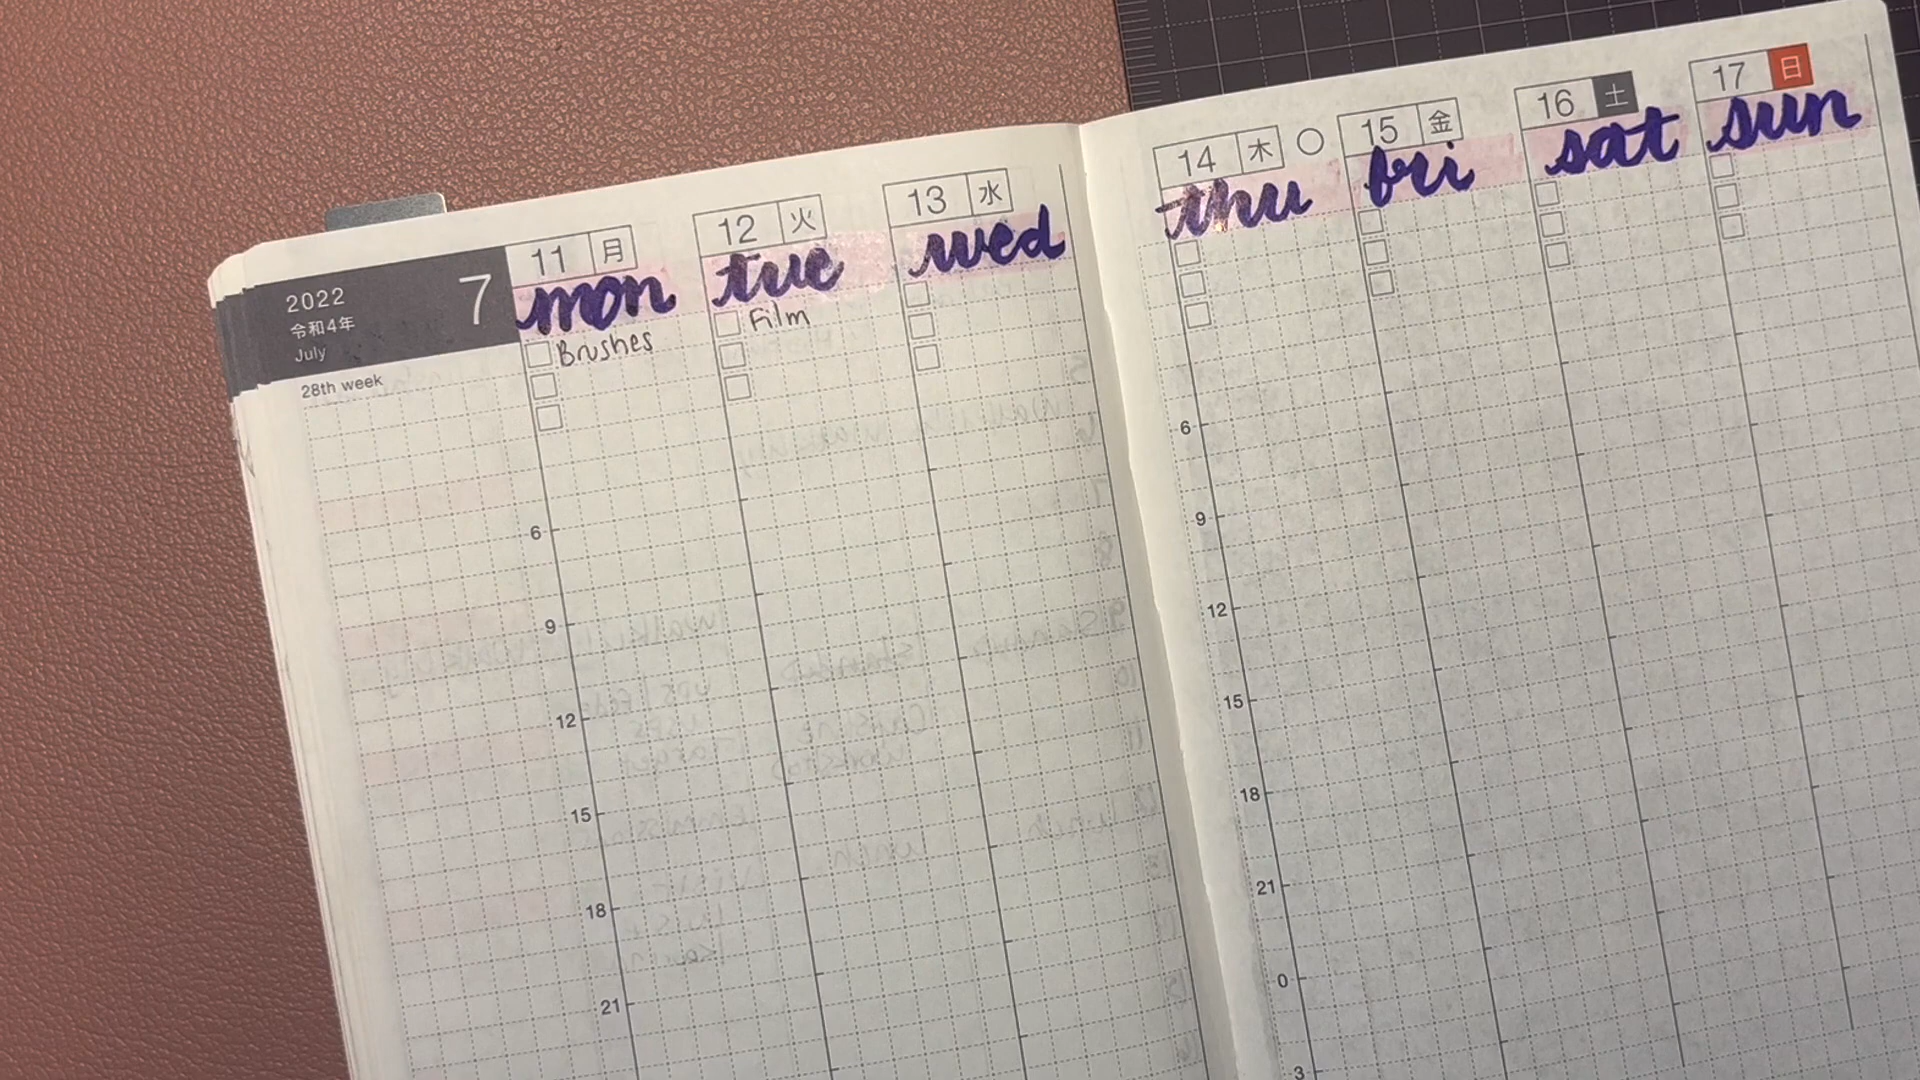 2022 7
令和4年
July
28th week
11 月
mon
Brushes
6
9
12
15
18
21
12 火
tue
Film
13 水
wed
14 木
thu
6
9
12
15
18
21
0
3
15 金
fri
16 土
sat
17 日
sun